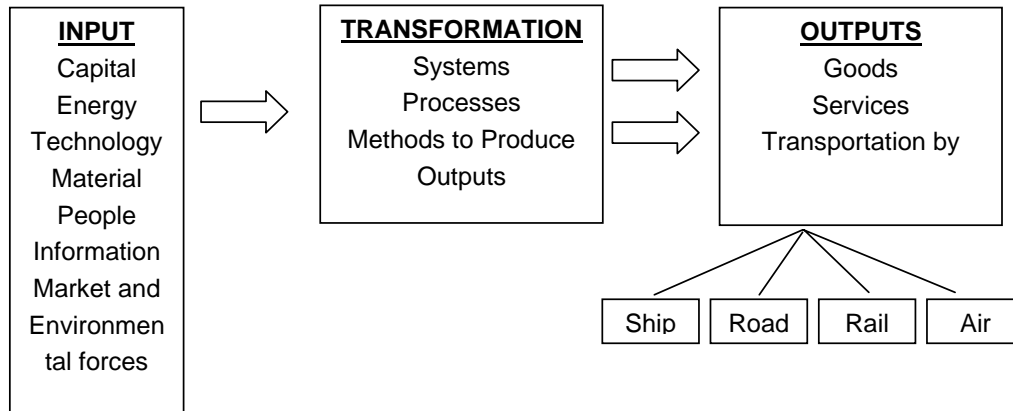 INPUT
Capital
Energy
Technology
Material
People
Information
Market and
Environmen
tal forces
TRANSFORMATION
Systems
Processes
Methods to Produce
Outputs
OUTPUTS
Goods
Services
Transportation by
Ship
Road
Rail
Air